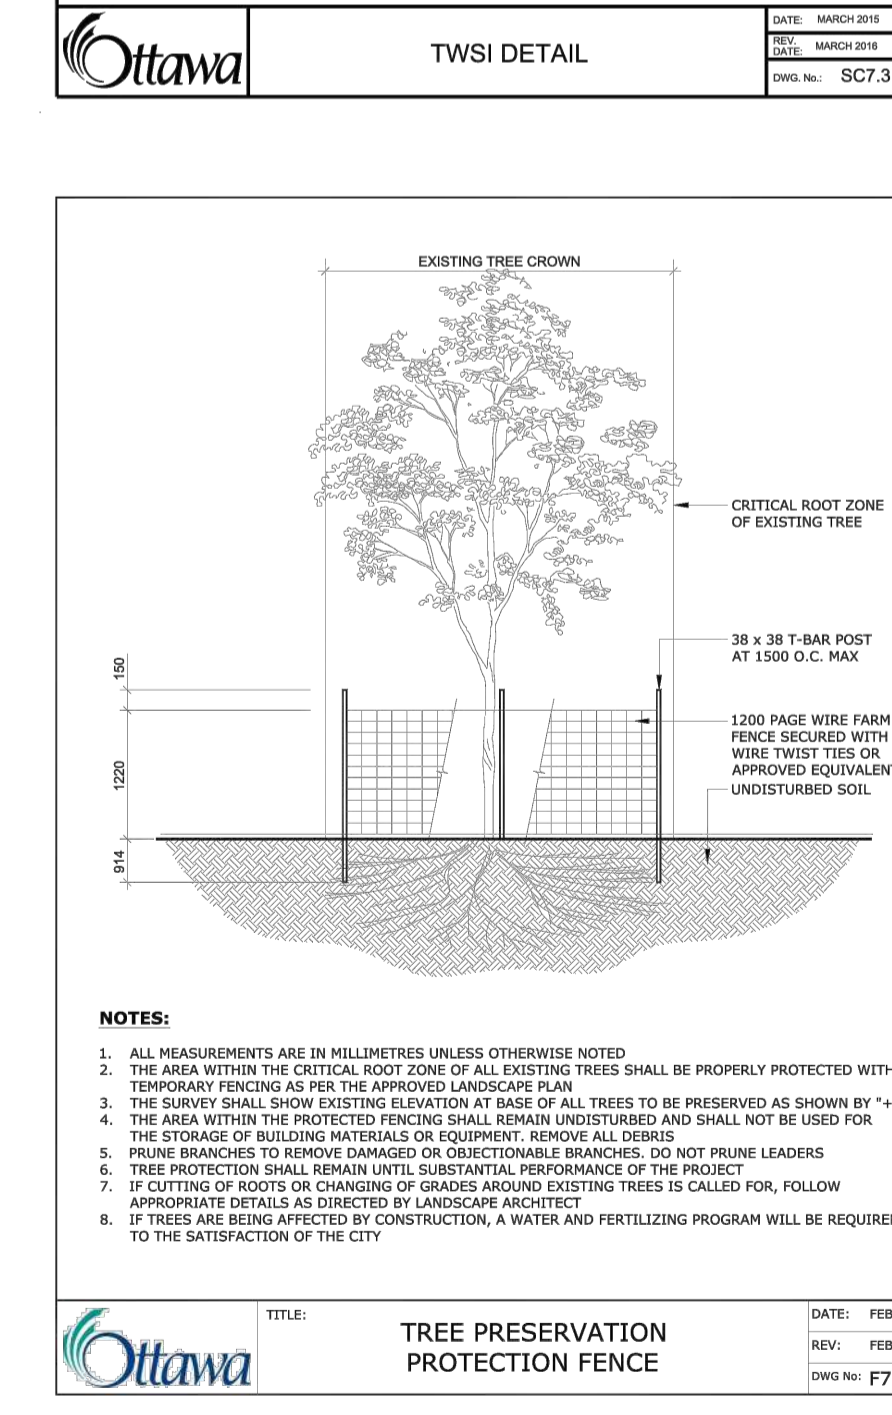 Ottawa
TWSI DETAIL
DATE: MARCH 2015
REV. DATE: MARCH 2016
DWG. No.: SC7.3
EXISTING TREE CROWN
CRITICAL ROOT ZONE
OF EXISTING TREE
38 x 38 T-BAR POST
AT 1500 O.C. MAX
150
1200 PAGE WIRE FARM
FENCE SECURED WITH
WIRE TWIST TIES OR
APPROVED EQUIVALENT
1220
UNDISTURBED SOIL
914
NOTES:
1. ALL MEASUREMENTS ARE IN MILLIMETRES UNLESS OTHERWISE NOTED
2. THE AREA WITHIN THE CRITICAL ROOT ZONE OF ALL EXISTING TREES SHALL BE PROPERLY PROTECTED WITH
TEMPORARY FENCING AS PER THE APPROVED LANDSCAPE PLAN
3. THE SURVEY SHALL SHOW EXISTING ELEVATION AT BASE OF ALL TREES TO BE PRESERVED AS SHOWN BY "+
4. THE AREA WITHIN THE PROTECTED FENCING SHALL REMAIN UNDISTURBED AND SHALL NOT BE USED FOR
THE STORAGE OF BUILDING MATERIALS OR EQUIPMENT. REMOVE ALL DEBRIS
5. PRUNE BRANCHES TO REMOVE DAMAGED OR OBJECTIONABLE BRANCHES. DO NOT PRUNE LEADERS
6. TREE PROTECTION SHALL REMAIN UNTIL SUBSTANTIAL PERFORMANCE OF THE PROJECT
7. IF CUTTING OF ROOTS OR CHANGING OF GRADES AROUND EXISTING TREES IS CALLED FOR, FOLLOW
APPROPRIATE DETAILS AS DIRECTED BY LANDSCAPE ARCHITECT
8. IF TREES ARE BEING AFFECTED BY CONSTRUCTION, A WATER AND FERTILIZING PROGRAM WILL BE REQUIRED
TO THE SATISFACTION OF THE CITY
Ottawa
TITLE:
TREE PRESERVATION
PROTECTION FENCE
DATE: FEB
REV: FEB
DWG No: F7